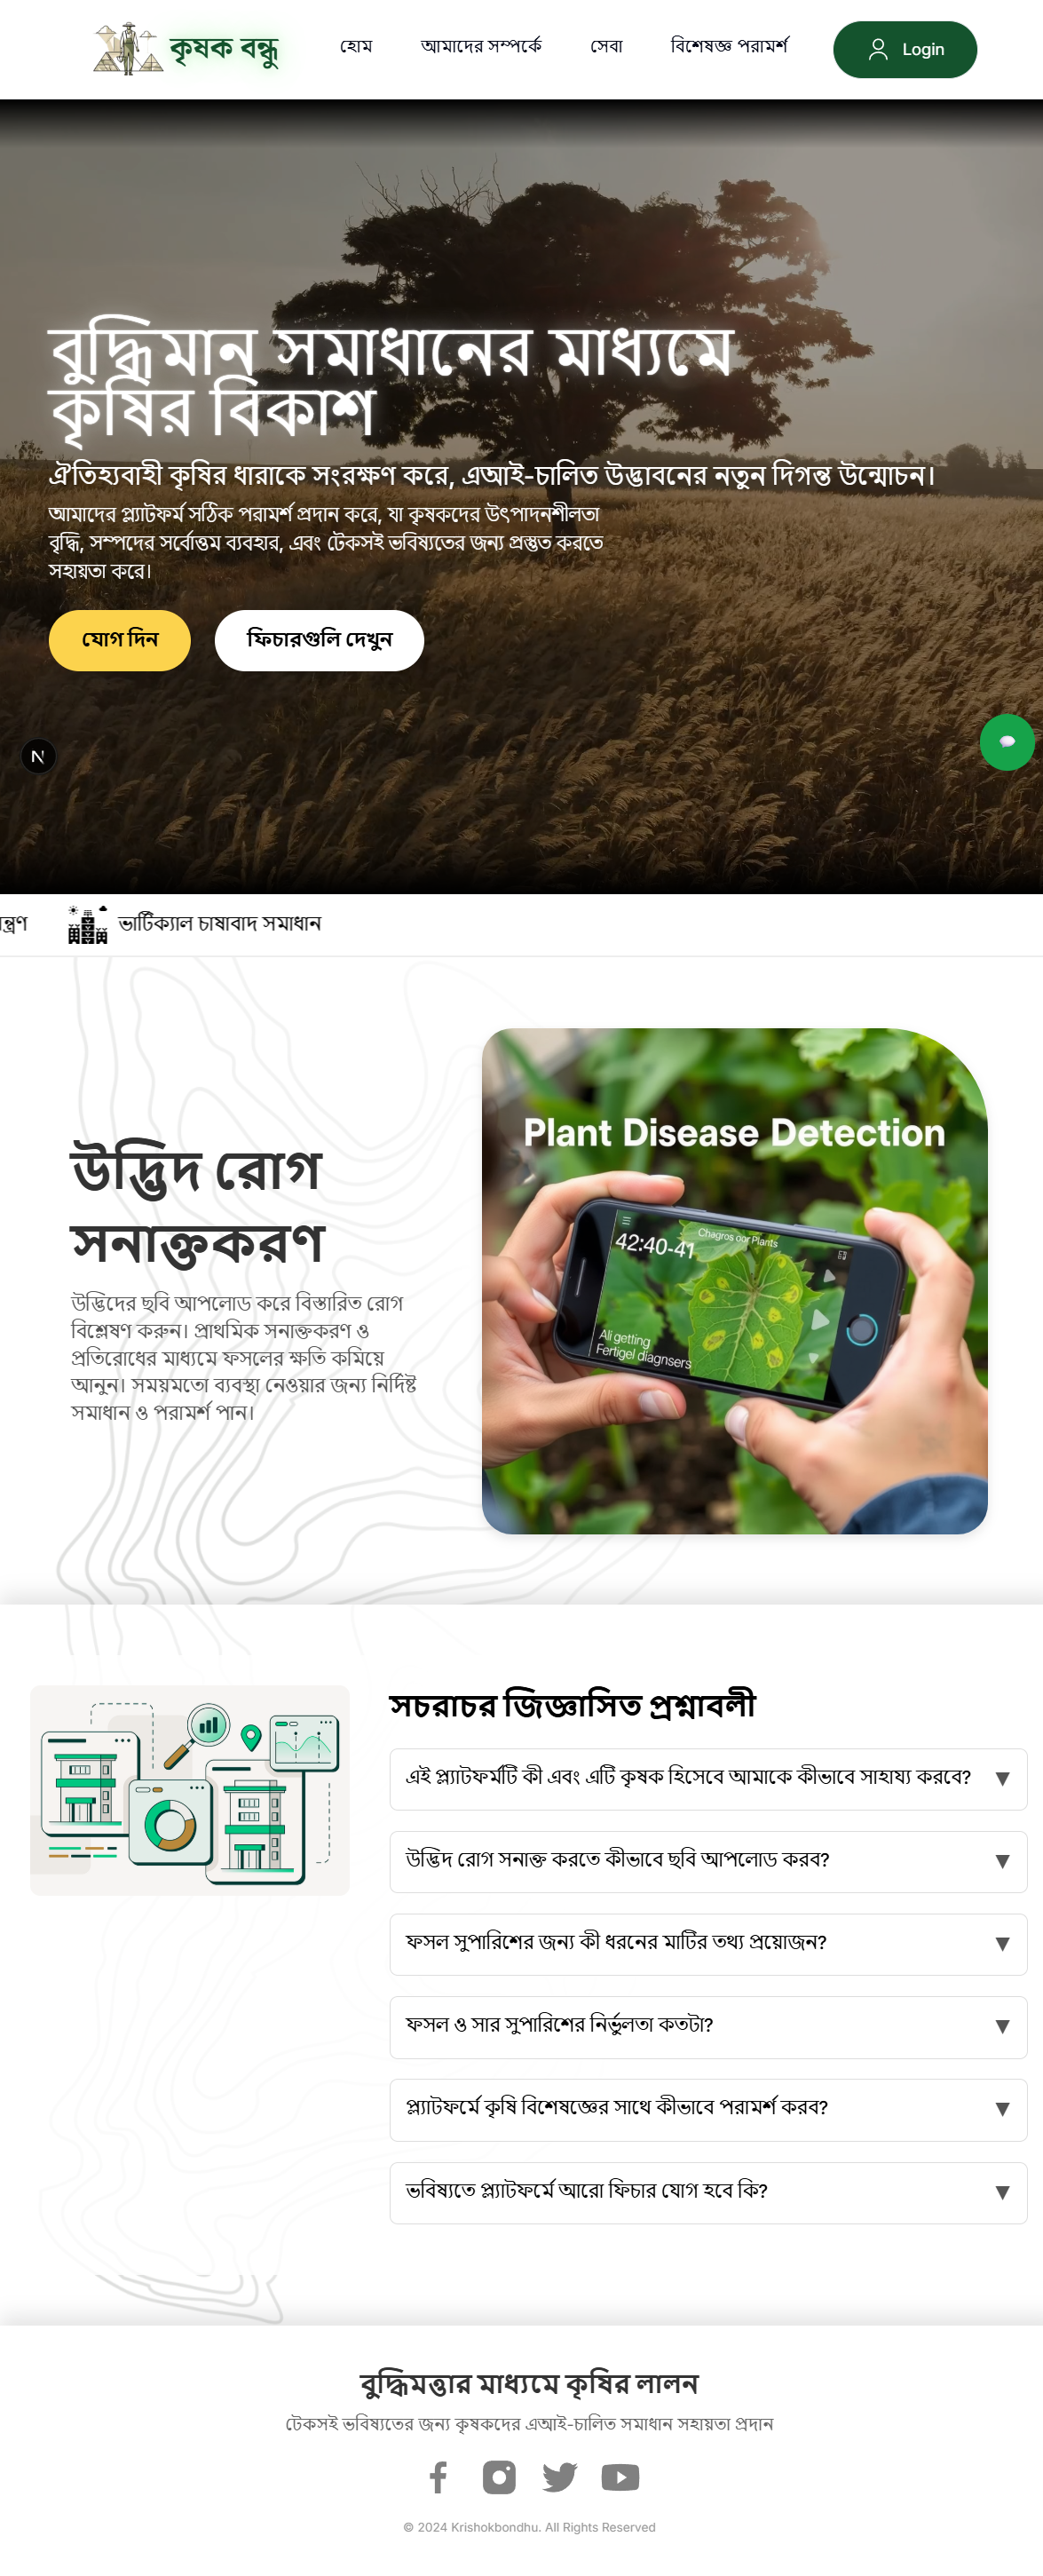 কৃষক বন্ধু
হোম
আমাদের সম্পর্কে
সেবা
বিশেষজ্ঞ পরামর্শ
Login
বুদ্ধিমান সমাধানের মাধ্যমে
কৃষির বিকাশ
ঐতিহ্যবাহী কৃষির ধারাকে সংরক্ষণ করে, এআই-চালিত উদ্ভাবনের নতুন দিগন্ত উন্মোচন।
আমাদের প্ল্যাটফর্ম সঠিক পরামর্শ প্রদান করে, যা কৃষকদের উৎপাদনশীলতা
বৃদ্ধি, সম্পদের সর্বোত্তম ব্যবহার, এবং টেকসই ভবিষ্যতের জন্য প্রস্তুত করতে
সহায়তা করে।
যোগ দিন
ফিচারগুলি দেখুন
N
ভার্টিক্যাল চাষাবাদ সমাধান
উদ্ভিদ রোগ
সনাক্তকরণ
উদ্ভিদের ছবি আপলোড করে বিস্তারিত রোগ
বিশ্লেষণ করুন। প্রাথমিক সনাক্তকরণ ও
প্রতিরোধের মাধ্যমে ফসলের ক্ষতি কমিয়ে
আনুন। সময়মতো ব্যবস্থা নেওয়ার জন্য নির্দিষ্ট
সমাধান ও পরামর্শ পান।
Plant Disease Detection
42:40-41
Chagros oor Plants
Ali getting
Fertigel diagnsers
সচরাচর জিজ্ঞাসিত প্রশ্নাবলী
এই প্ল্যাটফর্মটি কী এবং এটি কৃষক হিসেবে আমাকে কীভাবে সাহায্য করবে?
উদ্ভিদ রোগ সনাক্ত করতে কীভাবে ছবি আপলোড করব?
ফসল সুপারিশের জন্য কী ধরনের মাটির তথ্য প্রয়োজন?
ফসল ও সার সুপারিশের নির্ভুলতা কতটা?
প্ল্যাটফর্মে কৃষি বিশেষজ্ঞের সাথে কীভাবে পরামর্শ করব?
ভবিষ্যতে প্ল্যাটফর্মে আরো ফিচার যোগ হবে কি?
বুদ্ধিমত্তার মাধ্যমে কৃষির লালন
টেকসই ভবিষ্যতের জন্য কৃষকদের এআই-চালিত সমাধান সহায়তা প্রদান
© 2024 Krishokbondhu. All Rights Reserved